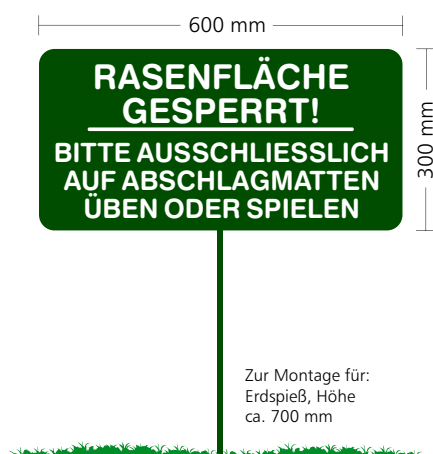 600 mm
RASENFLÄCHE
GESPERRT!
BITTE AUSSCHLIESSLICH
AUF ABSCHLAGMATTEN
ÜBEN ODER SPIELEN
300 mm
Zur Montage für:
Erdspieß, Höhe
ca. 700 mm